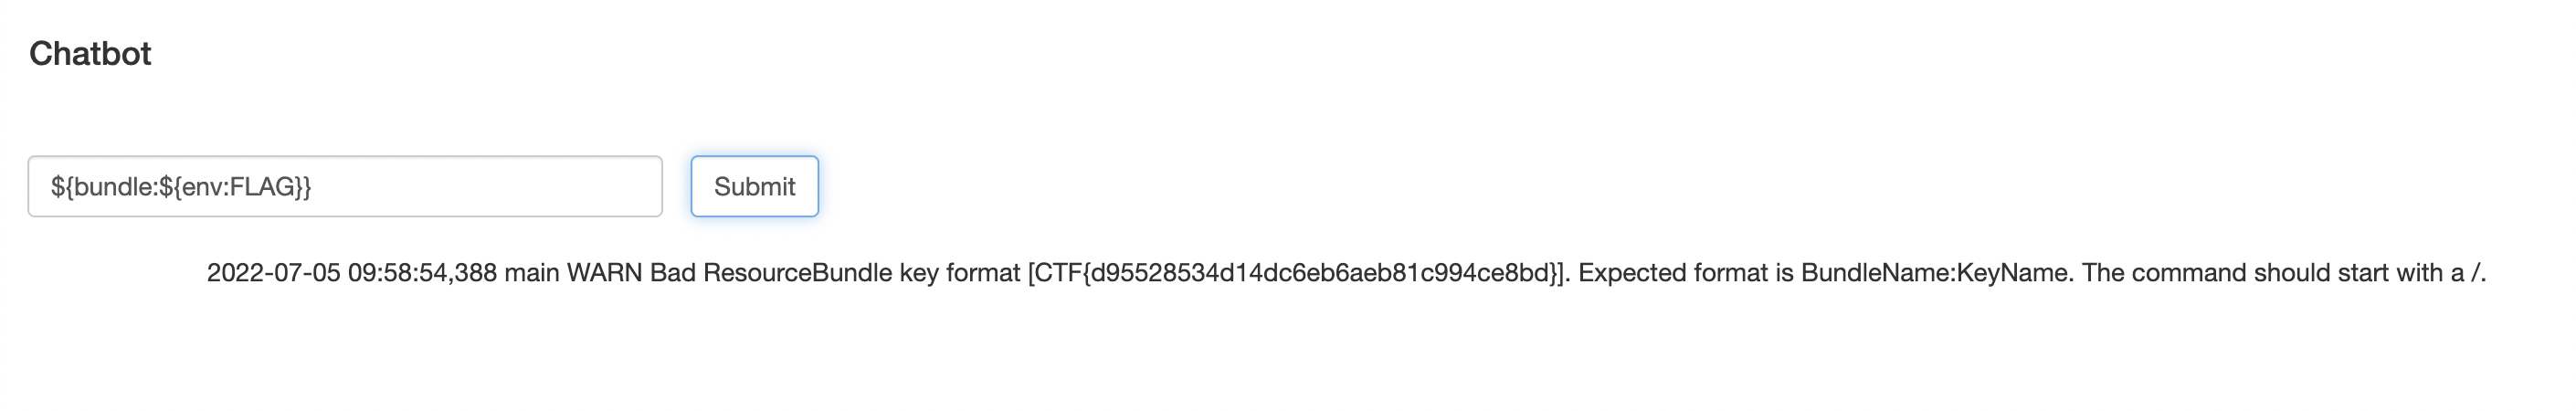 Chatbot
${bundle:${env:FLAG}}
Submit
2022-07-05 09:58:54,388 main WARN Bad ResourceBundle key format [CTF{d95528534d14dc6eb6aeb81c994ce8bd}]. Expected format is BundleName:KeyName. The command should start with a /.